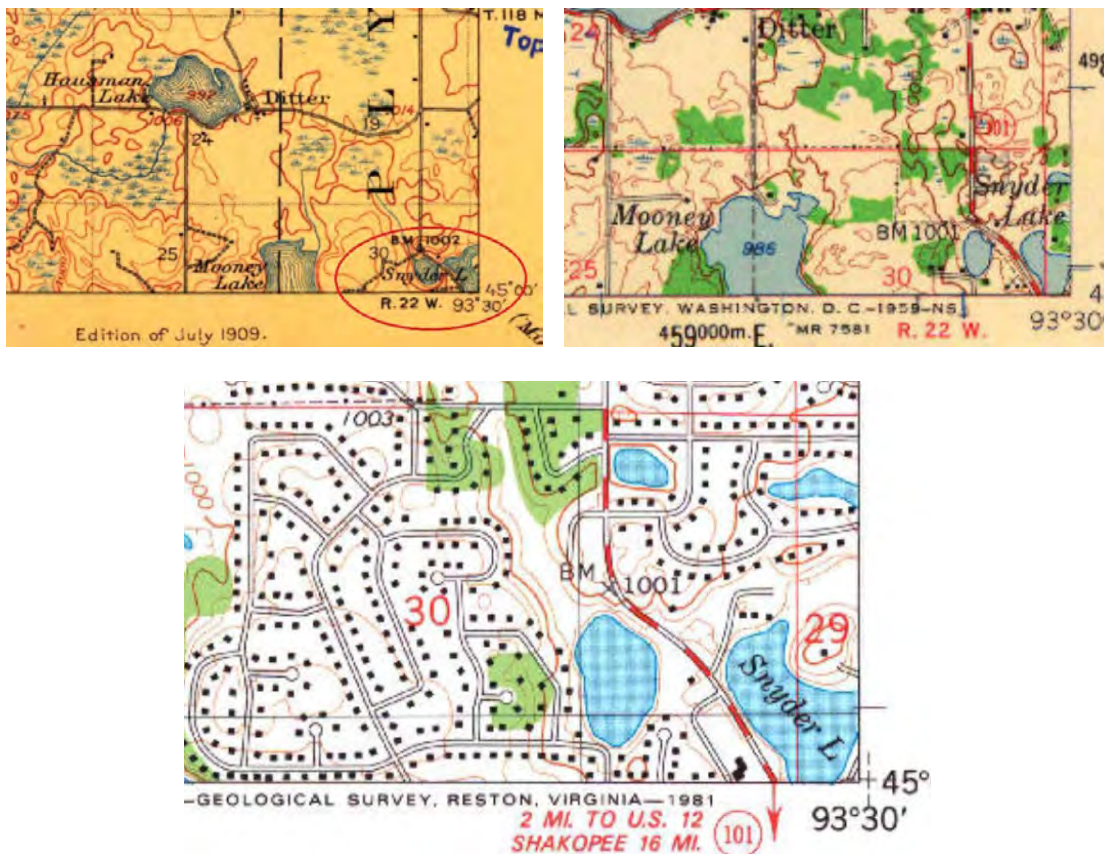 T.118
Top
Hausman
Lake
992
Ditter
1006
24
19
1014
P L Y
25
Mooney
Lake
BM 1002
30
Snyder L
45°00'
R. 22 W. 93°30'
Edition of July 1909.
24
Ditter
101
Mooney
Lake
Snyder
Lake
986
BM 1001
25
30
L SURVEY, WASHINGTON, D. C.-1959-NS
459000m. E. MR 7581 R. 22 W. 93°30
1003
BM
1001
30
29
Snyder L
45°
-GEOLOGICAL SURVEY, RESTON, VIRGINIA—1981
93°30'
2 MI. TO U.S. 12
SHAKOPEE 16 MI.
101